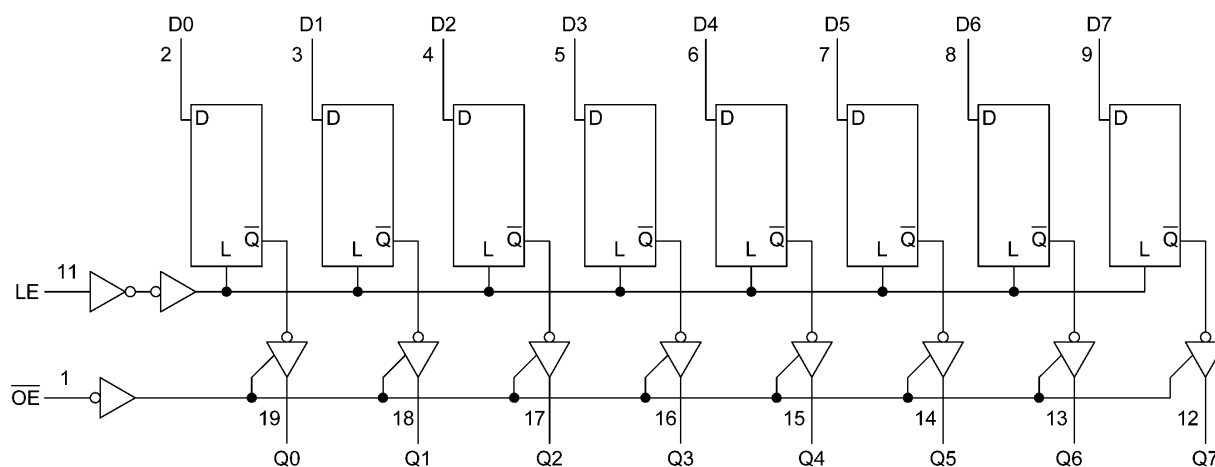 D0 D1 D2 D3 D4 D5 D6 D7
2 3 4 5 6 7 8 9
D D D D D D D D
Q̅ Q̅ Q̅ Q̅ Q̅ Q̅ Q̅ Q̅
L L L L L L L L
11
LE
1
O̅E̅
19 18 17 16 15 14 13 12
Q0 Q1 Q2 Q3 Q4 Q5 Q6 Q7